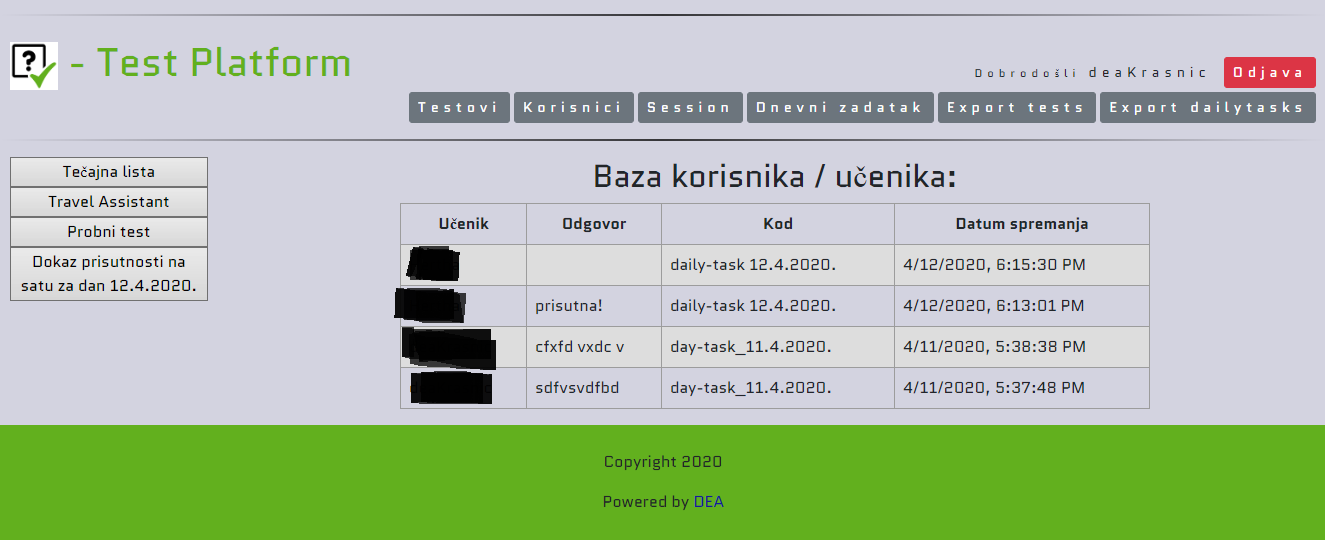 ?
- Test Platform
Dobrodošli deaKrasnic Odjava
Testovi Korisnici Session Dnevni zadatak Export tests Export dailytasks
Tečajna lista
Travel Assistant
Probni test
Dokaz prisutnosti na
satu za dan 12.4.2020.
Baza korisnika / učenika:
Učenik Odgovor Kod Datum spremanja
daily-task 12.4.2020. 4/12/2020, 6:15:30 PM
prisutna! daily-task 12.4.2020. 4/12/2020, 6:13:01 PM
cfxfd vxdc v day-task_11.4.2020. 4/11/2020, 5:38:38 PM
sdfvsvdfbd day-task_11.4.2020. 4/11/2020, 5:37:48 PM
Copyright 2020
Powered by DEA